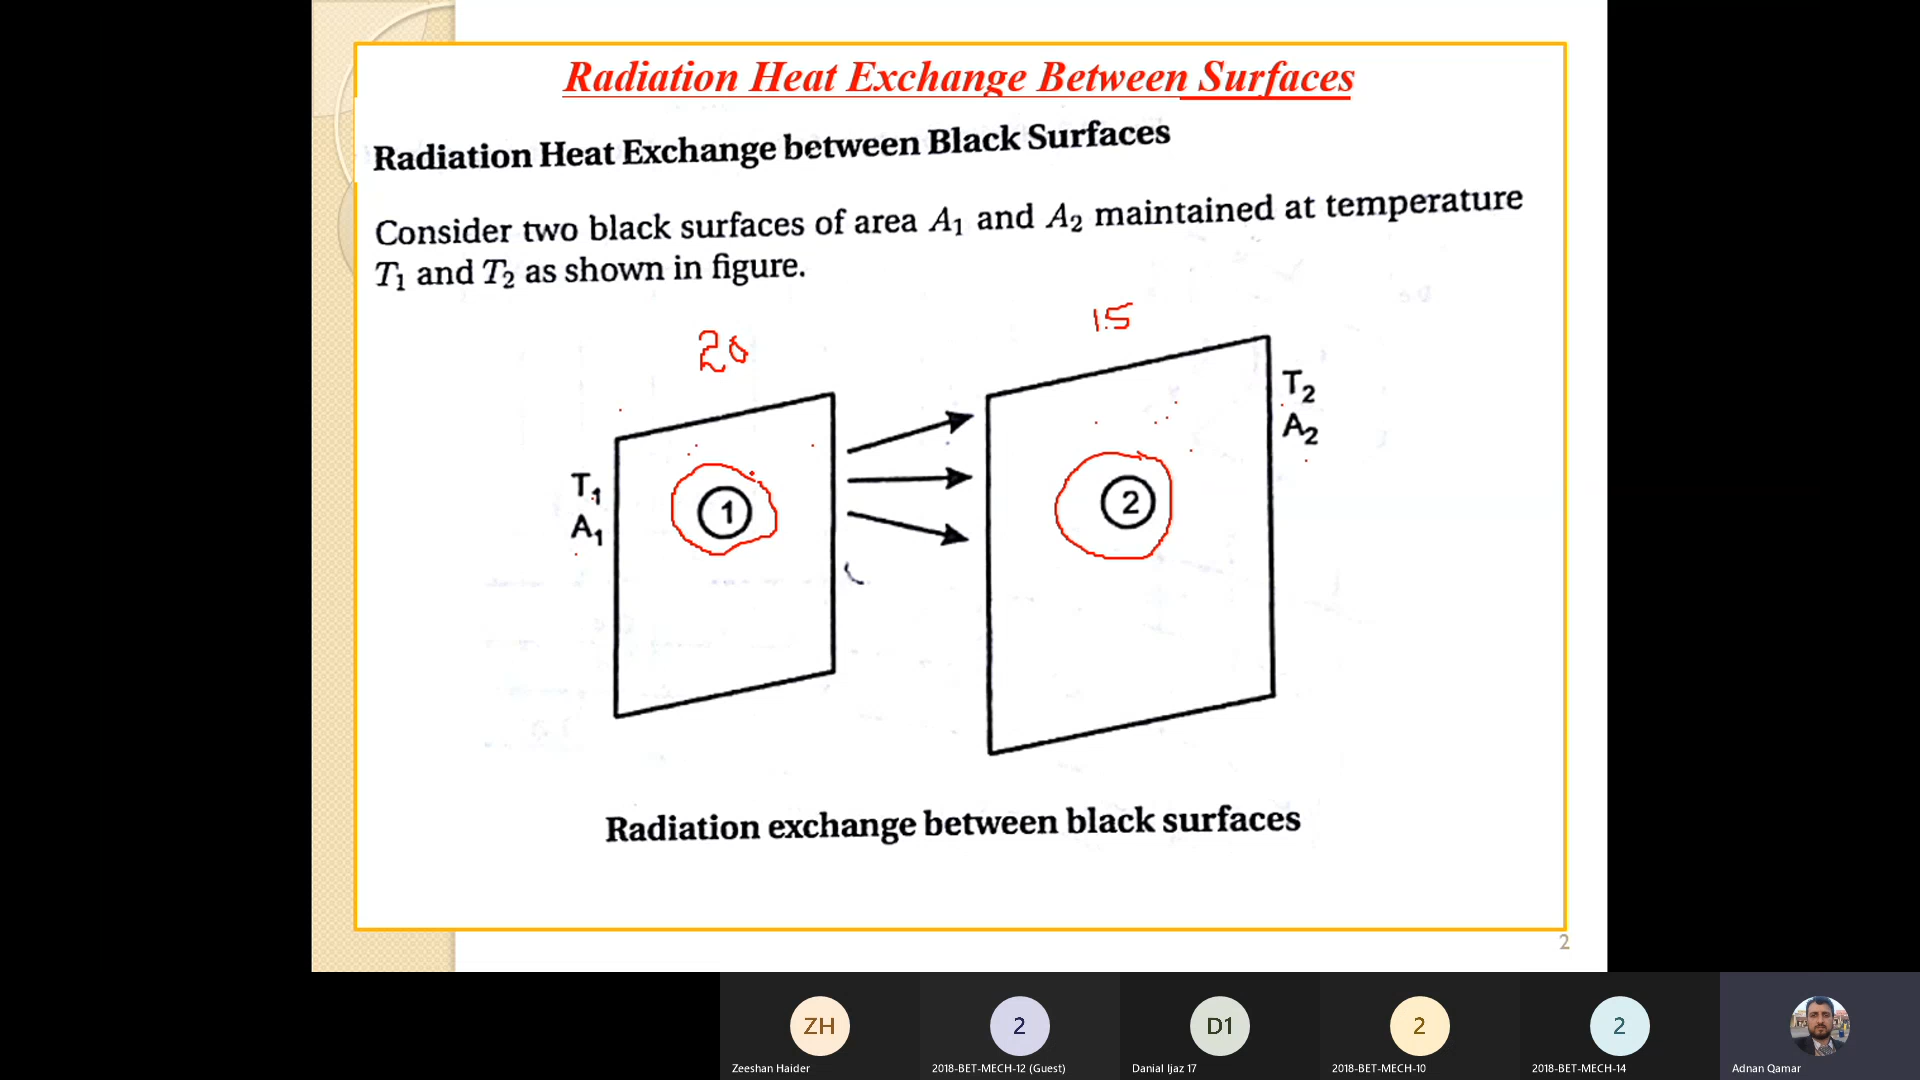 Radiation Heat Exchange Between Surfaces
Radiation Heat Exchange between Black Surfaces
Consider two black surfaces of area A₁ and A₂ maintained at temperature
T₁ and T₂ as shown in figure.
20
15
T₂
A₂
T₁
A₁
1
2
Radiation exchange between black surfaces
2
ZH
2
D1
2
2
Zeeshan Haider
2018-BET-MECH-12 (Guest)
Danial Ijaz 17
2018-BET-MECH-10
2018-BET-MECH-14
Adnan Qamar